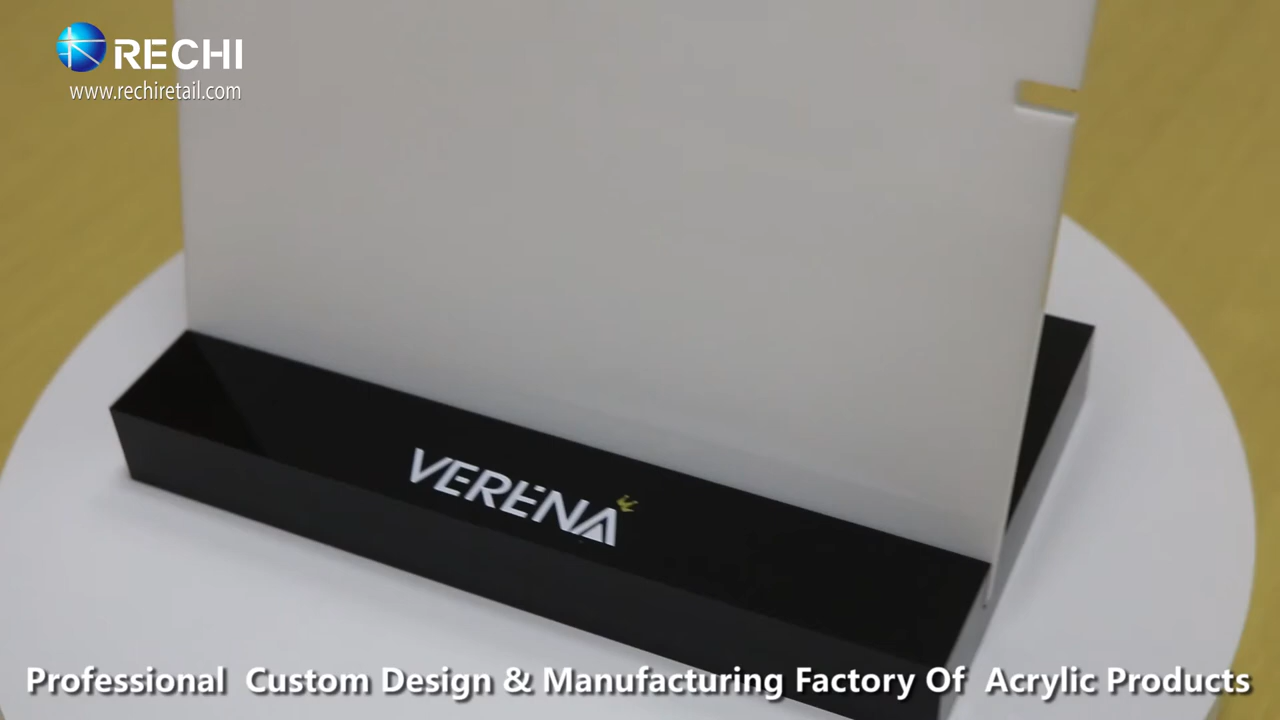 RECHI
www.rechiretail.com
VERENA
Professional Custom Design & Manufacturing Factory Of Acrylic Products